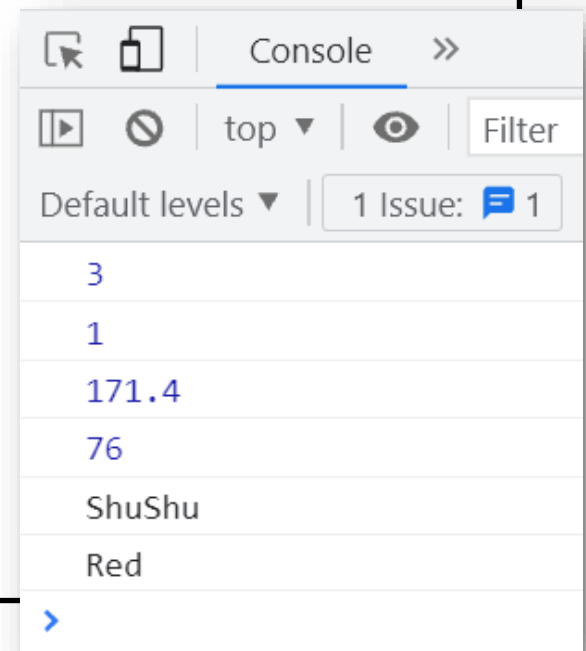 Console »
top ▼ Filter
Default levels ▼ 1 Issue: 1
3
1
171.4
76
ShuShu
Red
>